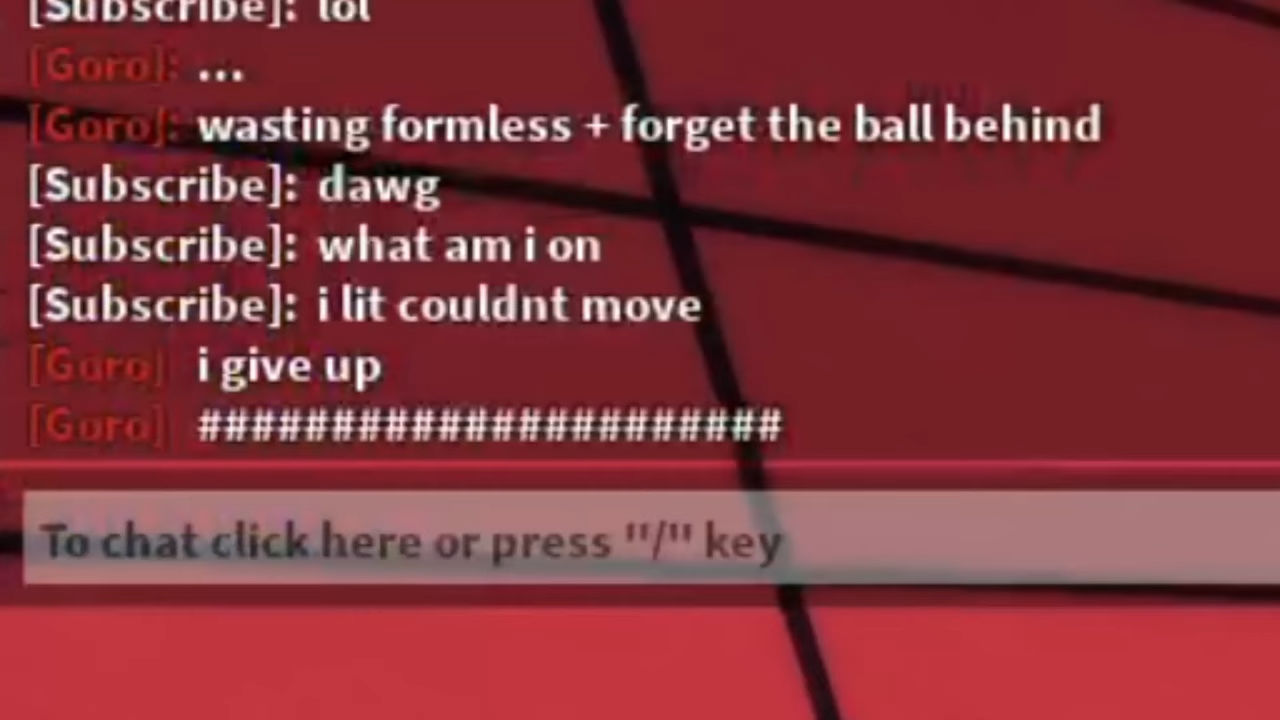 [Subscribe]: lol
[Goro]: ...
[Goro]: wasting formless + forget the ball behind
[Subscribe]: dawg
[Subscribe]: what am i on
[Subscribe]: i lit couldnt move
[Goro] i give up
[Goro] ######################
To chat click here or press "/" key